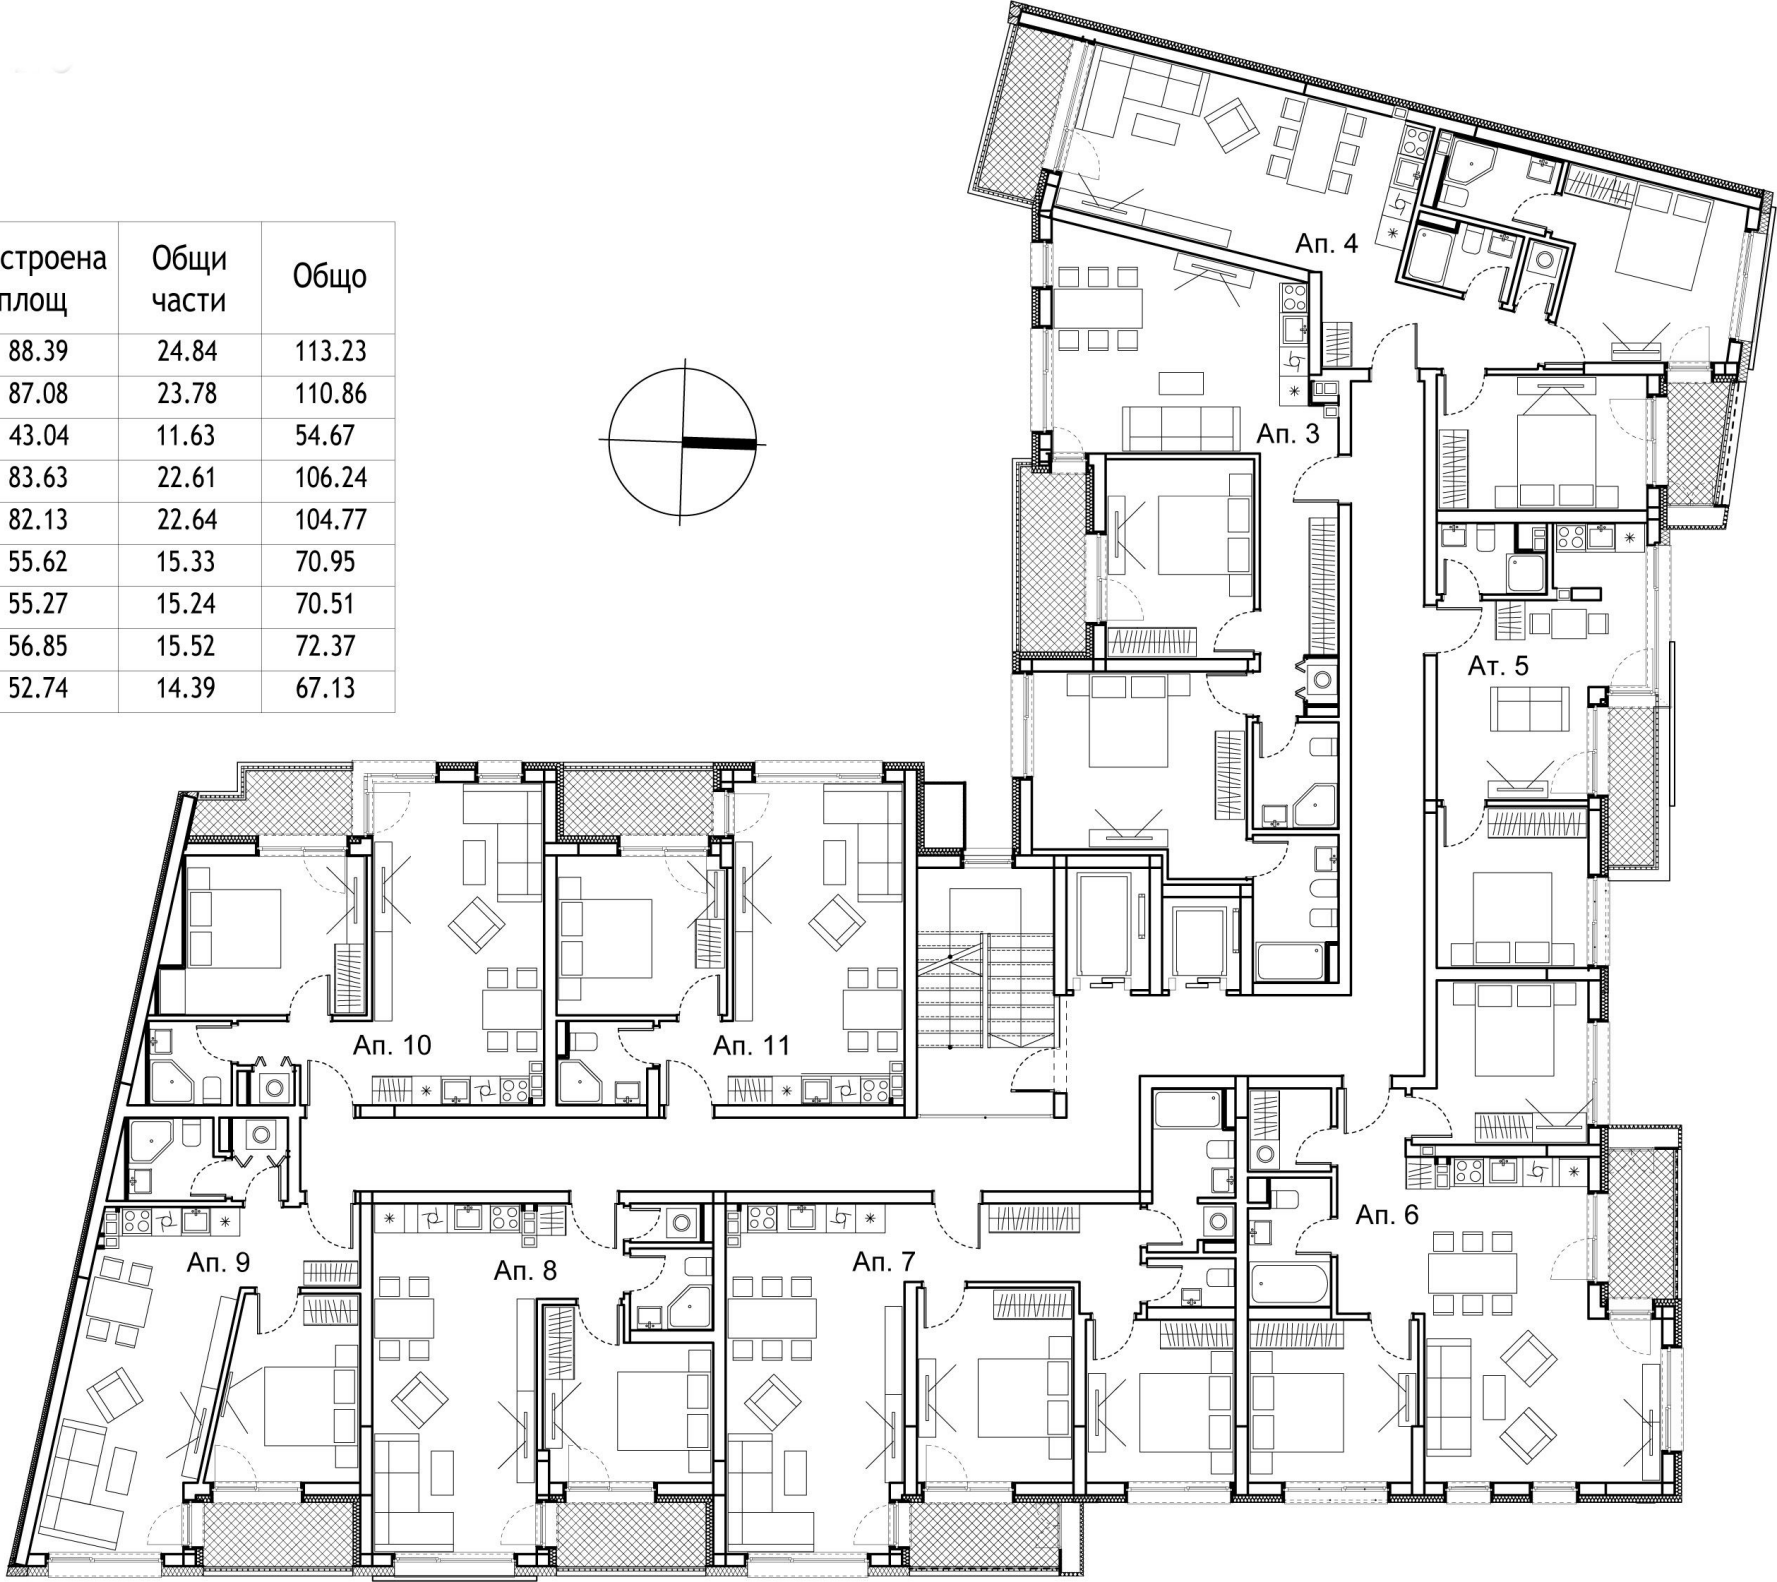 строена Общи Общо
площ части
88.39 24.84 113.23
87.08 23.78 110.86
43.04 11.63 54.67
83.63 22.61 106.24
82.13 22.64 104.77
55.62 15.33 70.95
55.27 15.24 70.51
56.85 15.52 72.37
52.74 14.39 67.13
Ап. 4
Ап. 3
Ат. 5
Ап. 10
Ап. 11
Ап. 6
Ап. 9
Ап. 8
Ап. 7